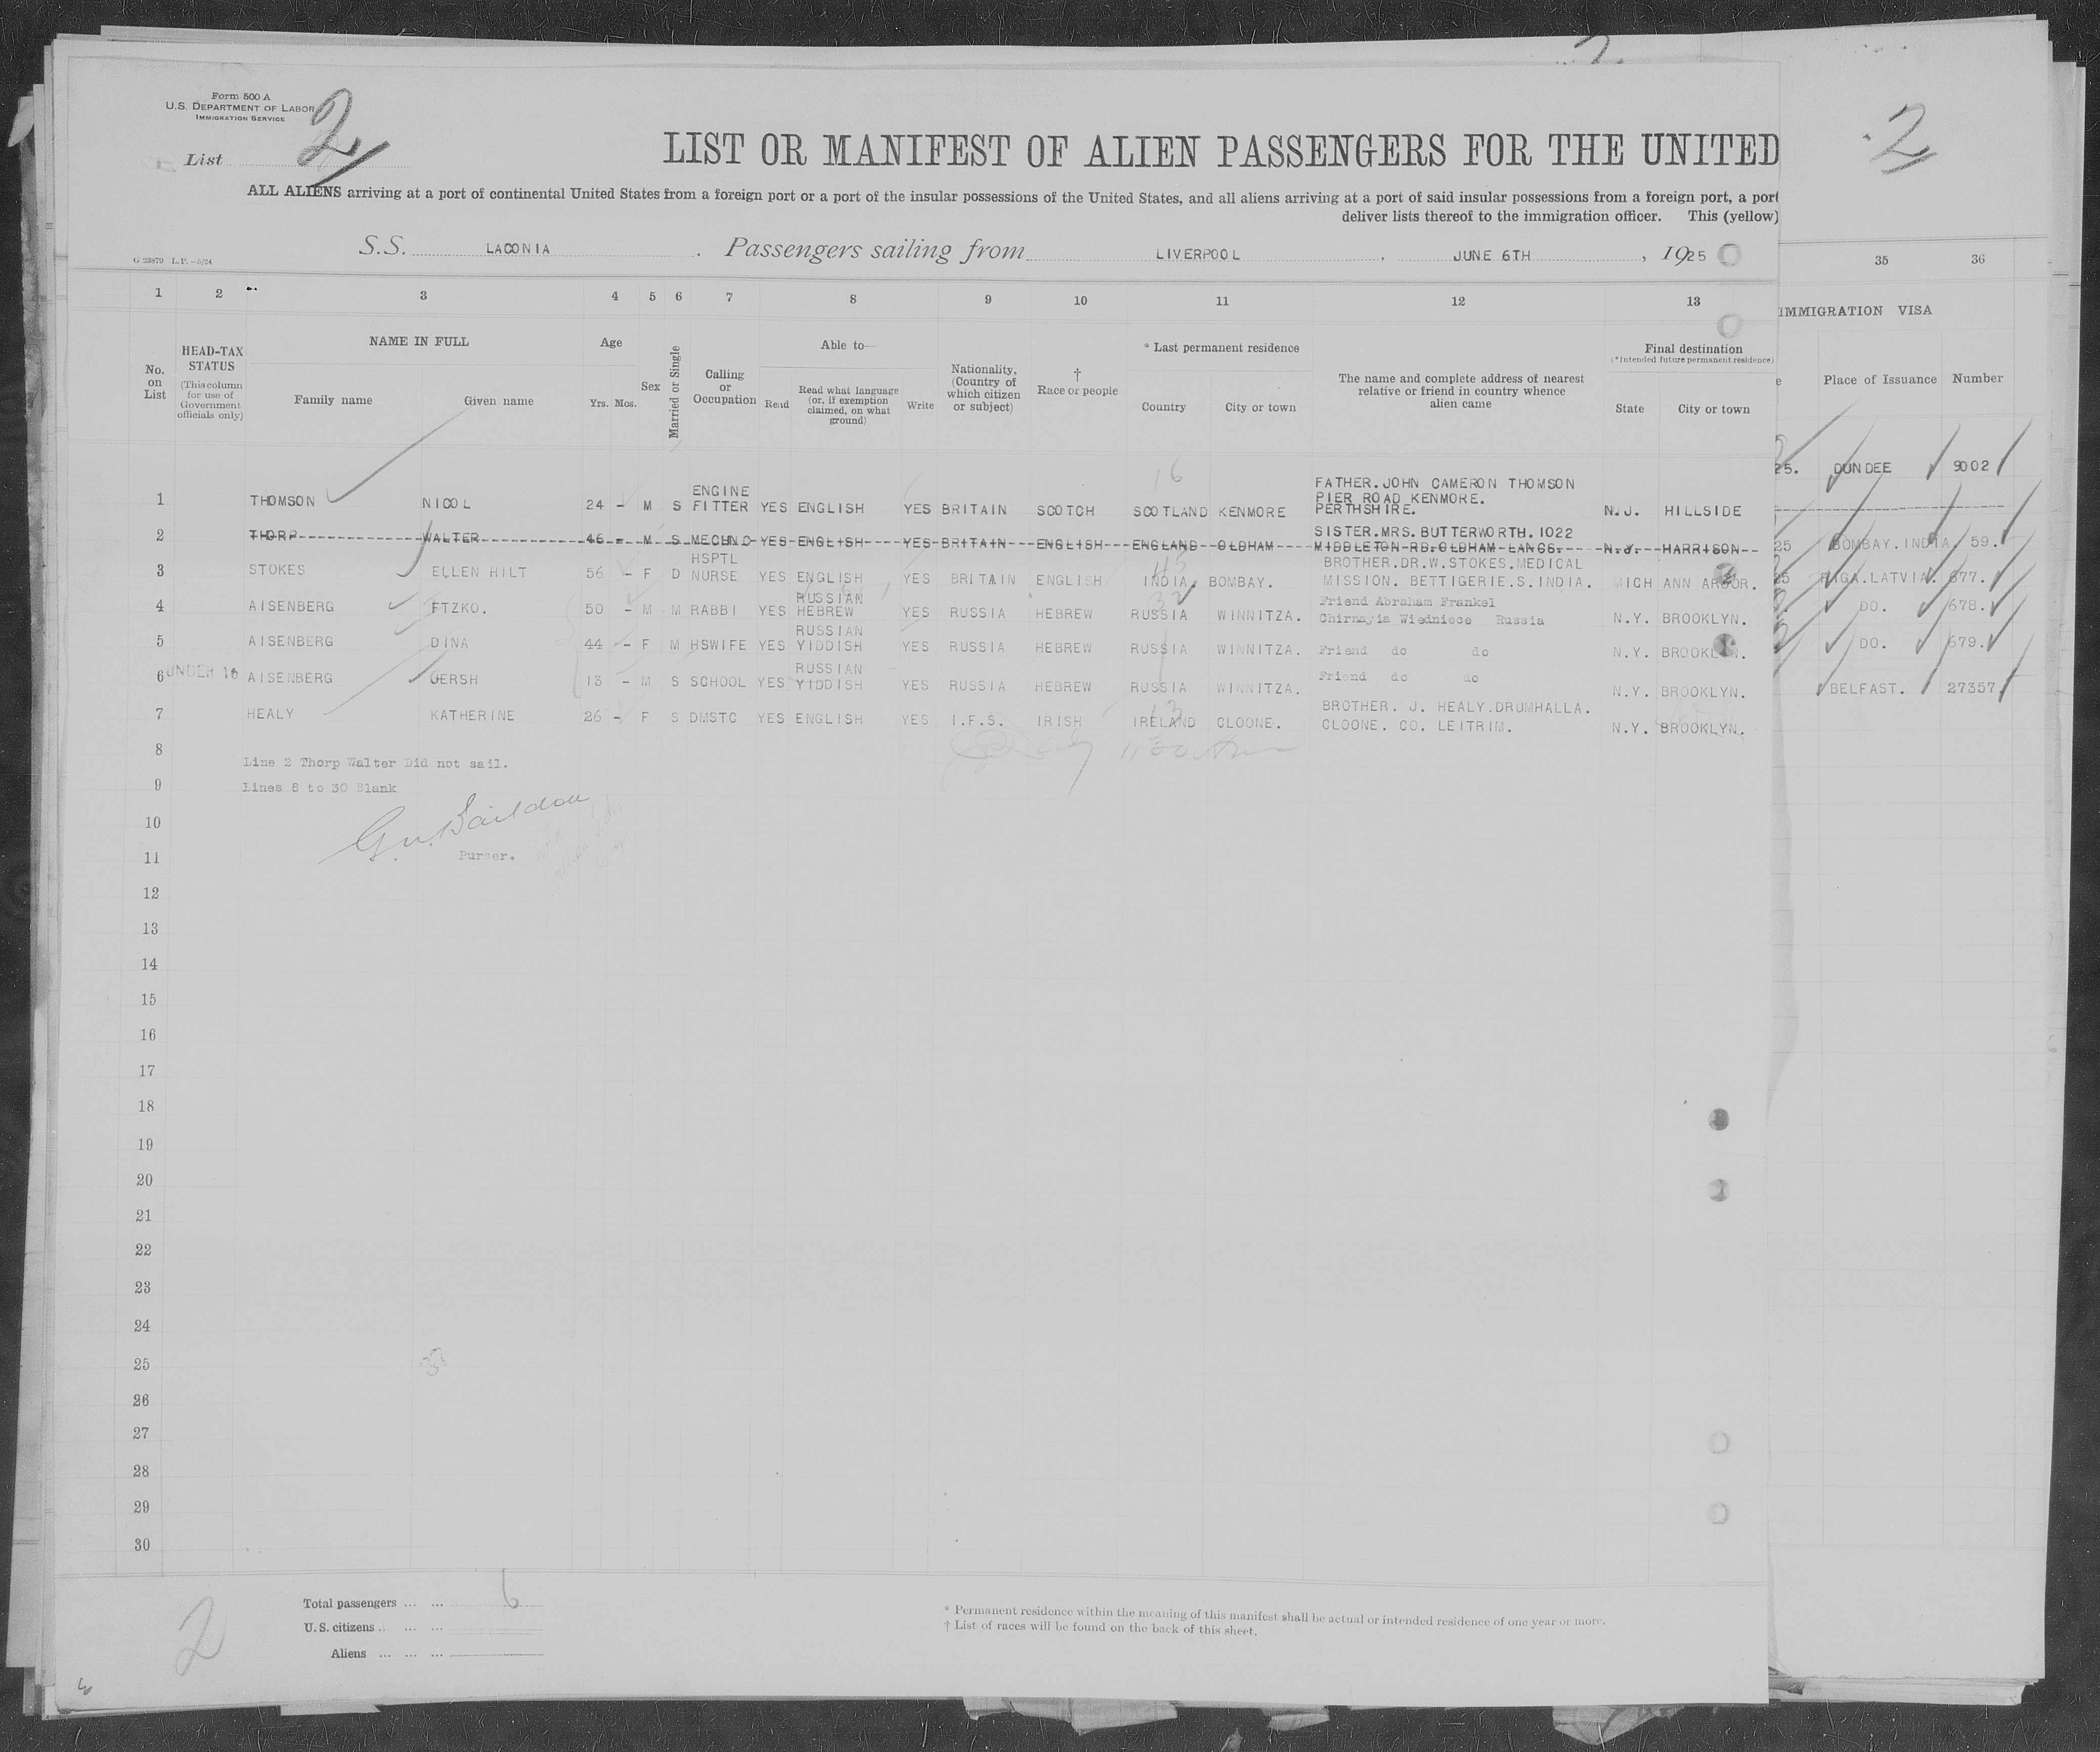 Form 500 A
U.S. DEPARTMENT OF LABOR
IMMIGRATION SERVICE
List 2
2
LIST OR MANIFEST OF ALIEN PASSENGERS FOR THE UNITED
ALL ALIENS arriving at a port of continental United States from a foreign port or a port of the insular possessions of the United States, and all aliens arriving at a port of said insular possessions from a foreign port, a port
deliver lists thereof to the immigration officer. This (yellow)
S.S. LACONIA . Passengers sailing from LIVERPOOL , JUNE 6TH , 1925
G 23879 L.P.—5/24
1 2 3 4 5 6 7 8 9 10 11 12 13 35 36
IMMIGRATION VISA
No. on List
HEAD-TAX STATUS
(This column for use of Government officials only)
NAME IN FULL
Family name Given name
Age
Yrs. Mos.
Sex
Married or Single
Calling or Occupation
Able to—
Read
Read what language (or, if exemption claimed, on what ground)
Write
Nationality, (Country of which citizen or subject)
† Race or people
* Last permanent residence
Country City or town
The name and complete address of nearest relative or friend in country whence alien came
Final destination
(*Intended future permanent residence)
State City or town
Place of Issuance Number
16
1 THOMSON NICOL 24 - M S ENGINE FITTER YES ENGLISH YES BRITAIN SCOTCH SCOTLAND KENMORE FATHER.JOHN CAMERON THOMSON PIER ROAD KENMORE. PERTHSHIRE. N.J. HILLSIDE 25. DUNDEE 9002
2 THORP WALTER 46 - M S MECHNC YES ENGLISH YES BRITAIN ENGLISH ENGLAND OLDHAM SISTER.MRS.BUTTERWORTH.1022 MIDDLETON RD.OLDHAM LANCS. N.Y. HARRISON
3 STOKES ELLEN HILT 56 - F D HSPTL NURSE YES ENGLISH YES BRITAIN ENGLISH INDIA. BOMBAY. BROTHER.DR.W.STOKES.MEDICAL MISSION. BETTIGERIE.S.INDIA. MICH ANN ARBOR. 25 BOMBAY.INDIA. 59.
4 AISENBERG FTZKO. 50 - M M RABBI YES RUSSIAN HEBREW YES RUSSIA HEBREW RUSSIA WINNITZA. Friend Abraham Frankel Chirnayia Wiedniece Russia N.Y. BROOKLYN. 25 RIGA.LATVIA. 677.
5 AISENBERG DINA 44 - F M HSWIFE YES RUSSIAN YIDDISH YES RUSSIA HEBREW RUSSIA WINNITZA. Friend do do N.Y. BROOKLYN. DO. 678.
6 UNDER 16 AISENBERG GERSH 13 - M S SCHOOL YES RUSSIAN YIDDISH YES RUSSIA HEBREW RUSSIA WINNITZA. Friend do do N.Y. BROOKLYN. DO. 679.
7 HEALY KATHERINE 26 - F S DMSTC YES ENGLISH YES I.F.S. IRISH IRELAND CLOONE. BROTHER. J. HEALY.DRUMHALLA. CLOONE. CO. LEITRIM. N.Y. BROOKLYN. BELFAST. 27357
8
Line 2 Thorp Walter Did not sail.
9
Lines 8 to 30 Blank
10
G.W. Baildon
11
Purser.
12
13
14
15
16
17
18
19
20
21
22
23
24
25
26
27
28
29
30
Total passengers ... ... 6
U.S. citizens ... ... ...
Aliens ... ... ...
* Permanent residence within the meaning of this manifest shall be actual or intended residence of one year or more.
† List of races will be found on the back of this sheet.
2